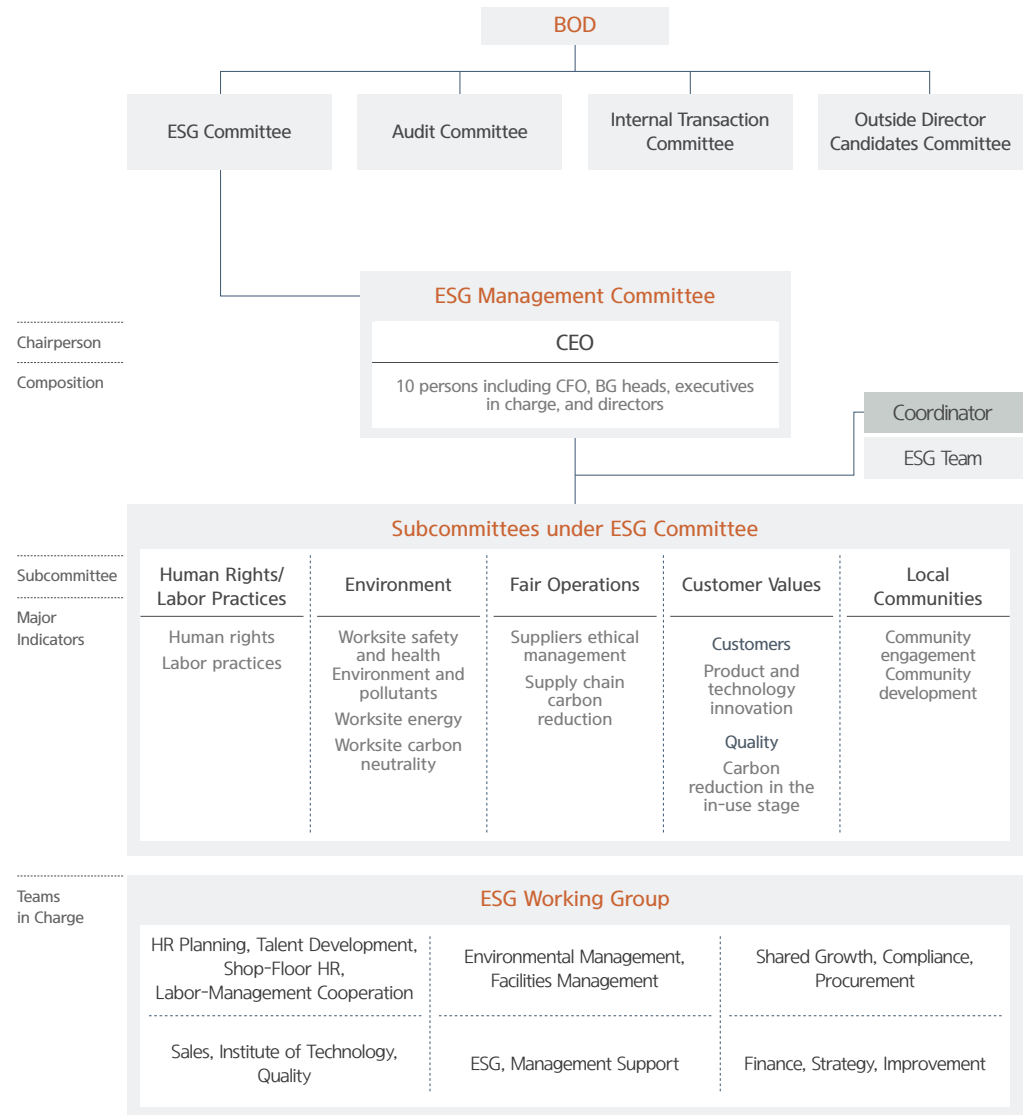 BOD
ESG Committee
Audit Committee
Internal Transaction
Committee
Outside Director
Candidates Committee
ESG Management Committee
Chairperson
CEO
Composition
10 persons including CFO, BG heads, executives
in charge, and directors
Coordinator
ESG Team
Subcommittees under ESG Committee
Subcommittee
Human Rights/
Labor Practices
Environment
Fair Operations
Customer Values
Local
Communities
Major
Indicators
Human rights
Labor practices
Worksite safety
and health
Environment and
pollutants
Worksite energy
Worksite carbon
neutrality
Suppliers ethical
management
Supply chain
carbon
reduction
Customers
Product and
technology
innovation
Quality
Carbon
reduction in the
in-use stage
Community
engagement
Community
development
Teams
in Charge
ESG Working Group
HR Planning, Talent Development,
Shop-Floor HR,
Labor-Management Cooperation
Environmental Management,
Facilities Management
Shared Growth, Compliance,
Procurement
Sales, Institute of Technology,
Quality
ESG, Management Support
Finance, Strategy, Improvement